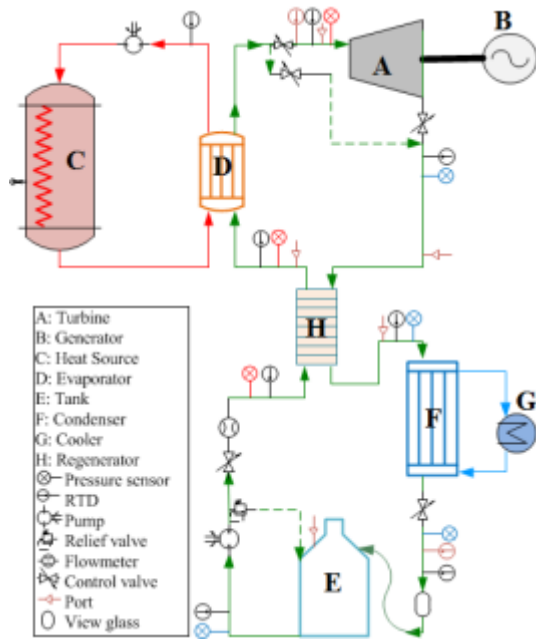 B
A
C
D
H
F
G
E
A: Turbine
B: Generator
C: Heat Source
D: Evaporator
E: Tank
F: Condenser
G: Cooler
H: Regenerator
Pressure sensor
RTD
Pump
Relief valve
Flowmeter
Control valve
Port
View glass